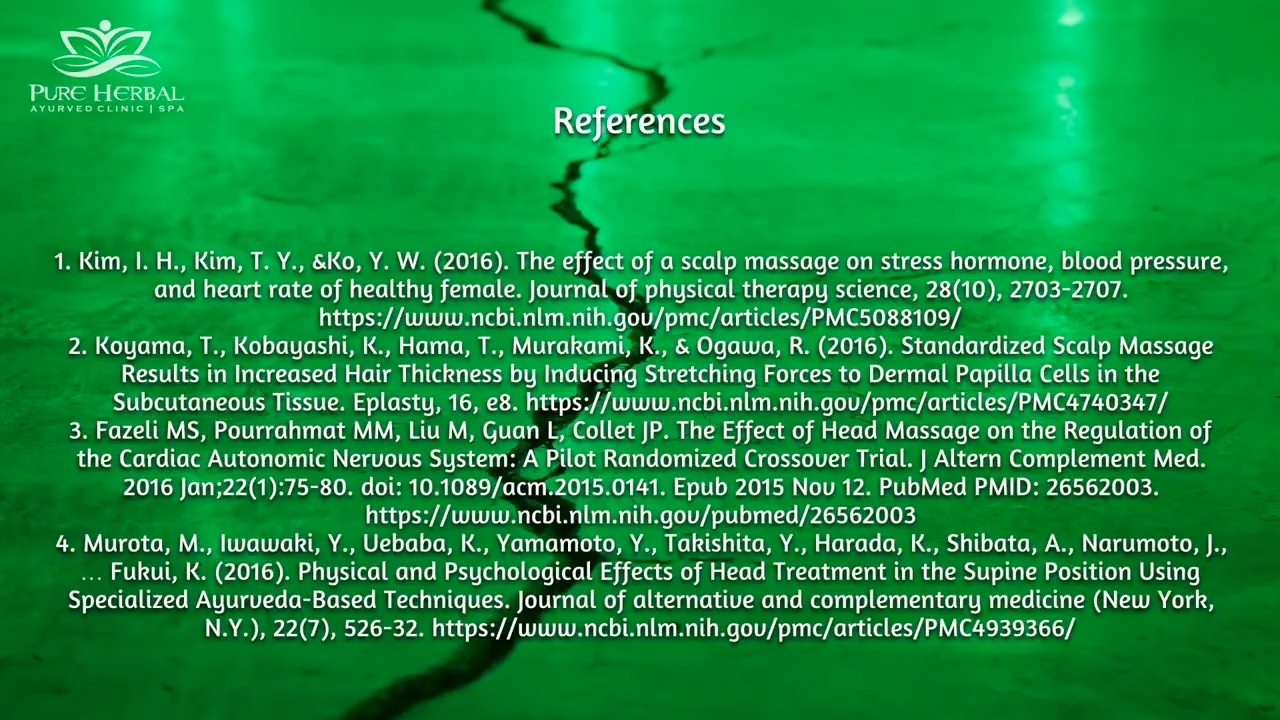 PURE HERBAL
AYURVED CLINIC | SPA
References
1. Kim, I. H., Kim, T. Y., &Ko, Y. W. (2016). The effect of a scalp massage on stress hormone, blood pressure,
and heart rate of healthy female. Journal of physical therapy science, 28(10), 2703-2707.
https://www.ncbi.nlm.nih.gov/pmc/articles/PMC5088109/
2. Koyama, T., Kobayashi, K., Hama, T., Murakami, K., & Ogawa, R. (2016). Standardized Scalp Massage
Results in Increased Hair Thickness by Inducing Stretching Forces to Dermal Papilla Cells in the
Subcutaneous Tissue. Eplasty, 16, e8. https://www.ncbi.nlm.nih.gov/pmc/articles/PMC4740347/
3. Fazeli MS, Pourrahmat MM, Liu M, Guan L, Collet JP. The Effect of Head Massage on the Regulation of
the Cardiac Autonomic Nervous System: A Pilot Randomized Crossover Trial. J Altern Complement Med.
2016 Jan;22(1):75-80. doi: 10.1089/acm.2015.0141. Epub 2015 Nov 12. PubMed PMID: 26562003.
https://www.ncbi.nlm.nih.gov/pubmed/26562003
4. Murota, M., Iwawaki, Y., Uebaba, K., Yamamoto, Y., Takishita, Y., Harada, K., Shibata, A., Narumoto, J.,
… Fukui, K. (2016). Physical and Psychological Effects of Head Treatment in the Supine Position Using
Specialized Ayurveda-Based Techniques. Journal of alternative and complementary medicine (New York,
N.Y.), 22(7), 526-32. https://www.ncbi.nlm.nih.gov/pmc/articles/PMC4939366/